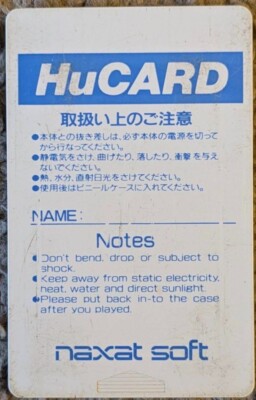 HuCARD
取扱い上のご注意
●本体との抜き差しは、必ず本体の電源を切って
から行なってください。
●静電気をさけ、曲げたり、落したり、衝撃を与え
ないでください。
●熱、水分、直射日光をさけてください。
●使用後はビニールケースに入れてください。
NAME:
Notes
●Don't bend, drop or subject to
shock.
●Keep away from static electricity,
heat, water and direct sunlight.
●Please put back in-to the case
after you played.
naxat soft